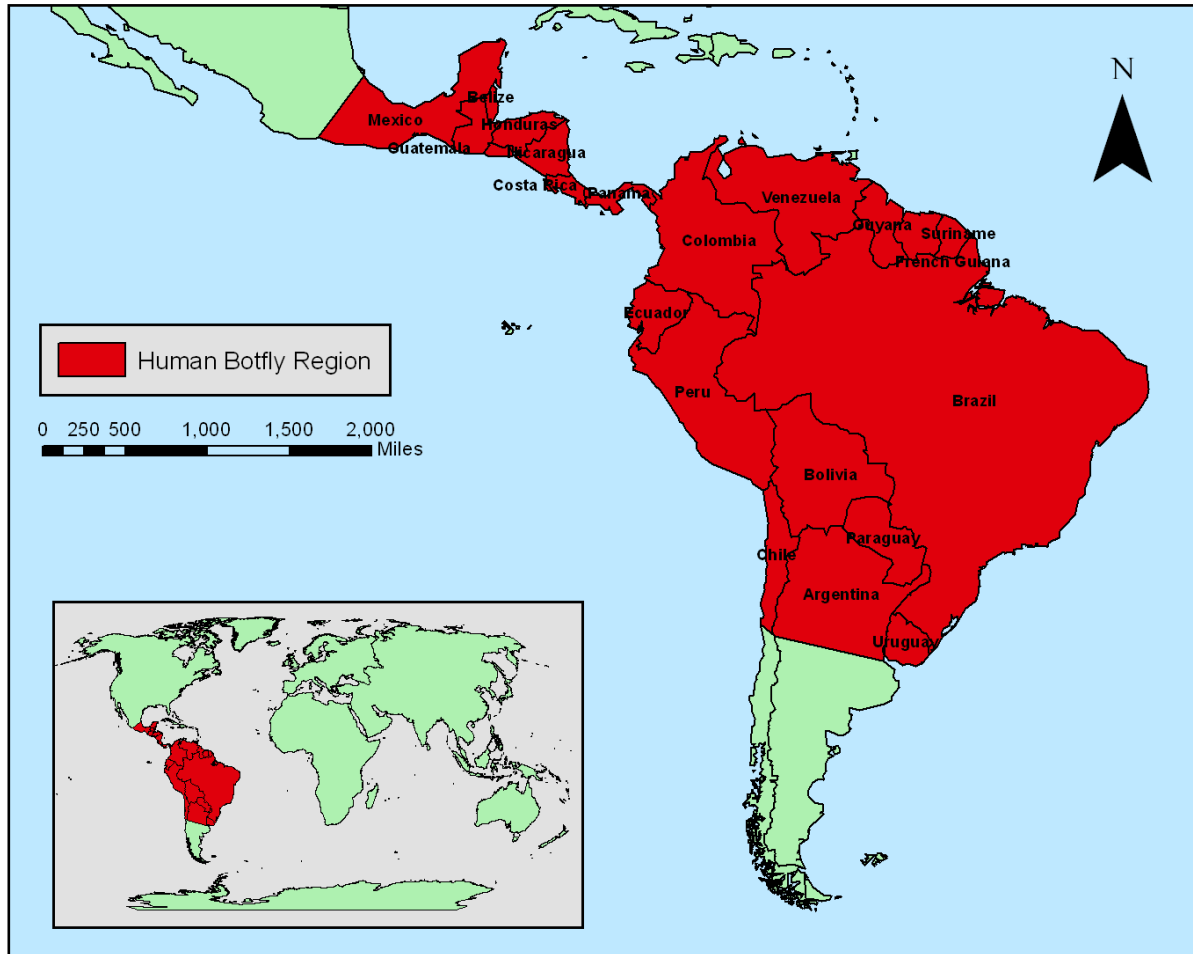 N
Belize
Mexico
Honduras
Guatemala
Nicaragua
Costa Rica
Panama
Venezuela
Guyana
Suriname
Colombia
French Guiana
Ecuador
Human Botfly Region
Peru
Brazil
0 250 500 1,000 1,500 2,000
Miles
Bolivia
Paraguay
Chile
Argentina
Uruguay